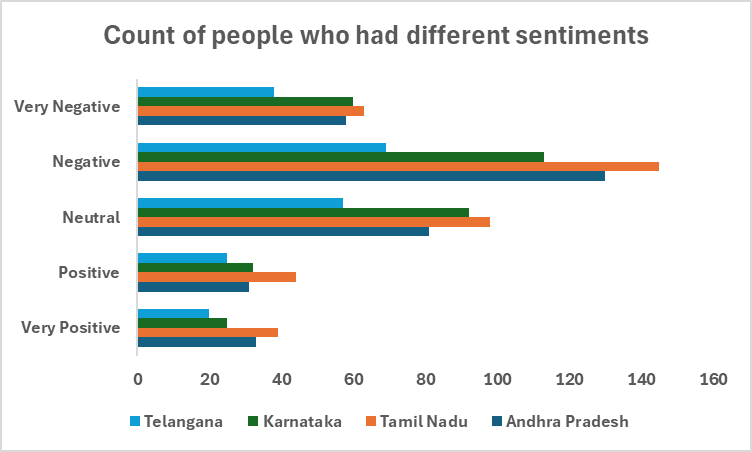 Count of people who had different sentiments
Very Negative
Negative
Neutral
Positive
Very Positive
0 20 40 60 80 100 120 140 160
Telangana Karnataka Tamil Nadu Andhra Pradesh